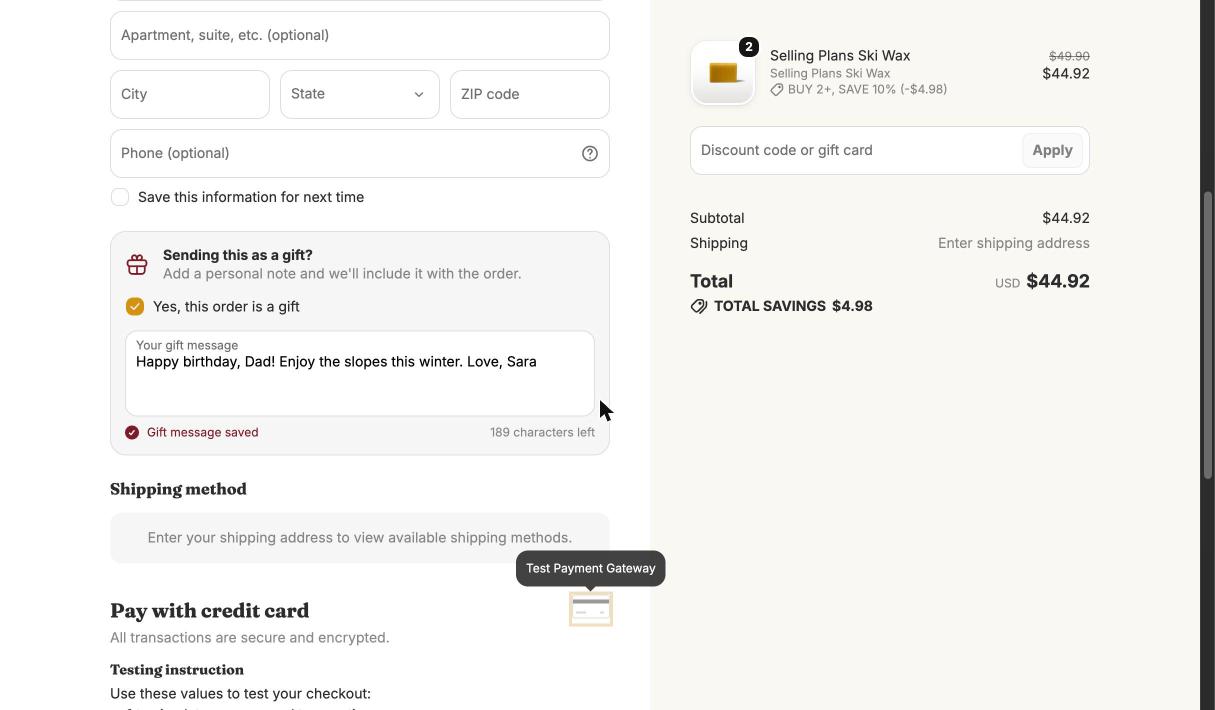 Apartment, suite, etc. (optional)
City
State
ZIP code
Phone (optional)
Save this information for next time
Sending this as a gift?
Add a personal note and we'll include it with the order.
Yes, this order is a gift
Your gift message
Happy birthday, Dad! Enjoy the slopes this winter. Love, Sara
Gift message saved
189 characters left
Shipping method
Enter your shipping address to view available shipping methods.
Test Payment Gateway
Pay with credit card
All transactions are secure and encrypted.
Testing instruction
Use these values to test your checkout:
2
Selling Plans Ski Wax
$49.90
Selling Plans Ski Wax
$44.92
BUY 2+, SAVE 10% (-$4.98)
Discount code or gift card
Apply
Subtotal
$44.92
Shipping
Enter shipping address
Total
USD $44.92
TOTAL SAVINGS $4.98